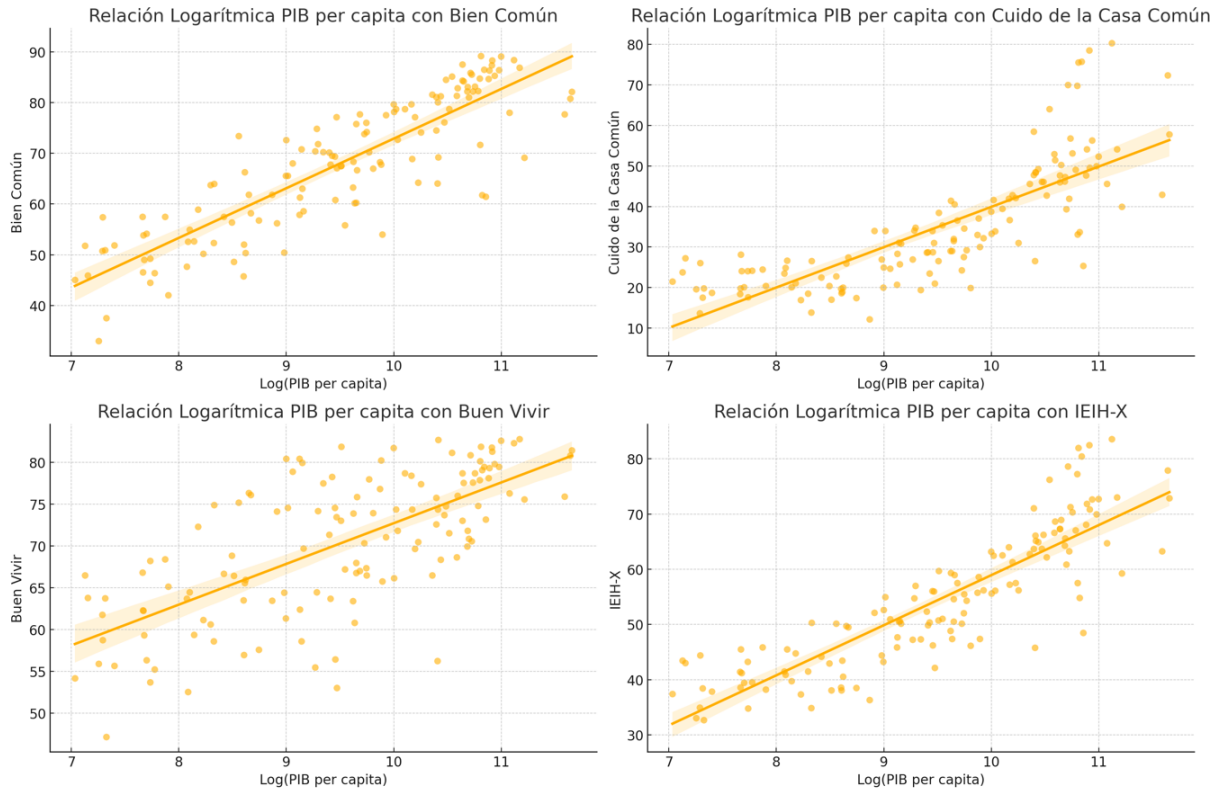 Relación Logarítmica PIB per capita con Bien Común
90
80
70
60
50
40
Bien Común
7 8 9 10 11
Log(PIB per capita)
Relación Logarítmica PIB per capita con Cuido de la Casa Común
80
70
60
50
40
30
20
10
Cuido de la Casa Común
7 8 9 10 11
Log(PIB per capita)
Relación Logarítmica PIB per capita con Buen Vivir
80
75
70
65
60
55
50
Buen Vivir
7 8 9 10 11
Log(PIB per capita)
Relación Logarítmica PIB per capita con IEIH-X
80
70
60
50
40
30
IEIH-X
7 8 9 10 11
Log(PIB per capita)